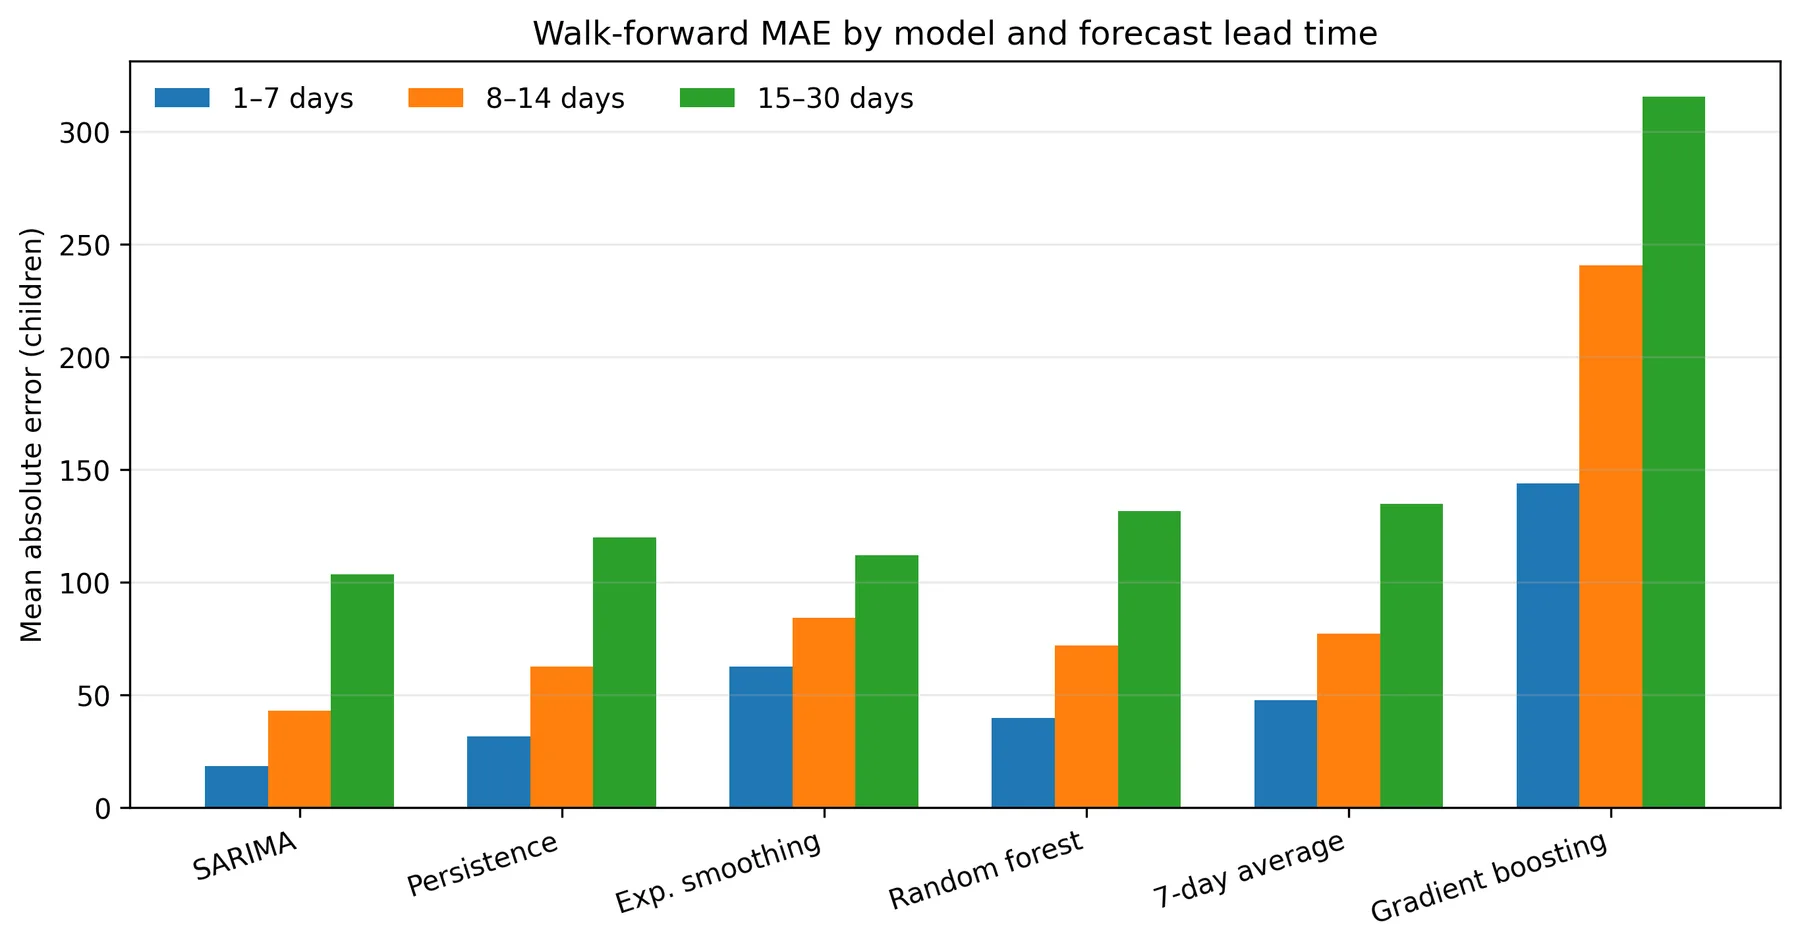 Walk-forward MAE by model and forecast lead time
1–7 days
8–14 days
15–30 days
Mean absolute error (children)
300
250
200
150
100
50
0
SARIMA
Persistence
Exp. smoothing
Random forest
7-day average
Gradient boosting